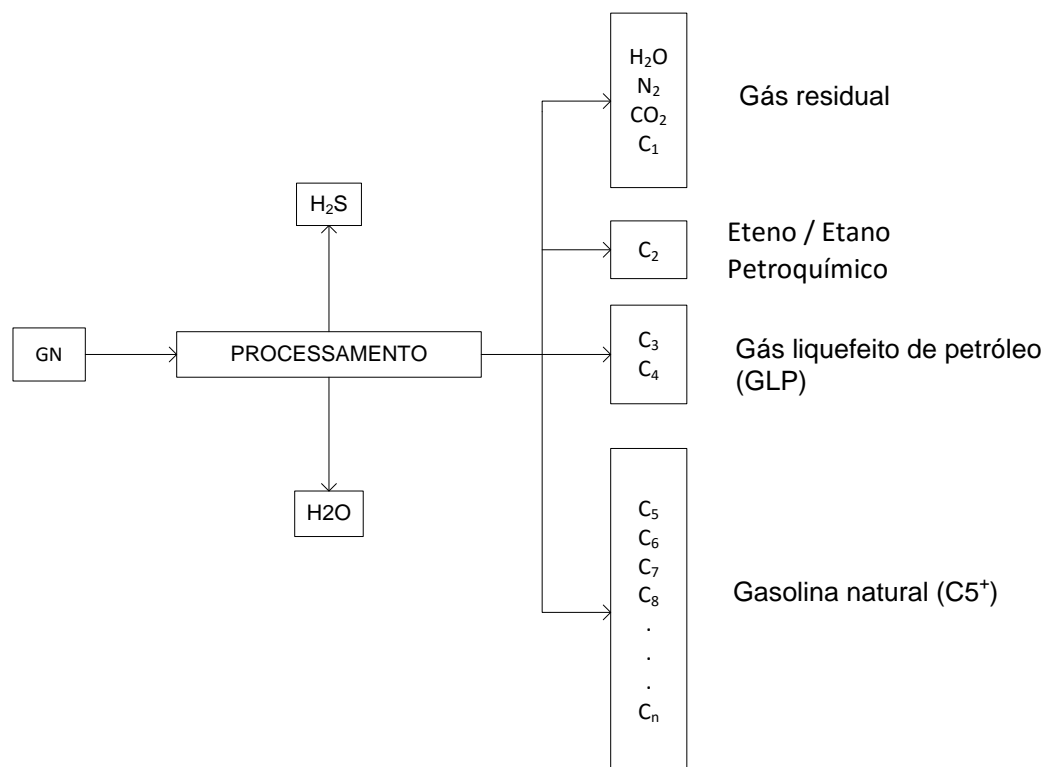 H₂O
N₂
CO₂
C₁
Gás residual
H₂S
C₂
Eteno / Etano
Petroquímico
GN
PROCESSAMENTO
C₃
C₄
Gás liquefeito de petróleo
(GLP)
H2O
C₅
C₆
C₇
C₈
.
.
.
Cₙ
Gasolina natural (C5⁺)